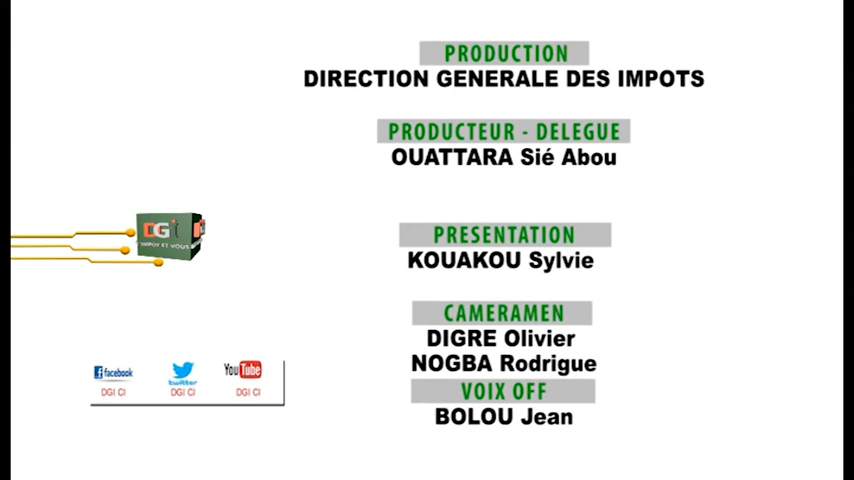 PRODUCTION
DIRECTION GENERALE DES IMPOTS
PRODUCTEUR - DELEGUE
OUATTARA Sié Abou
PRESENTATION
KOUAKOU Sylvie
CAMERAMEN
DIGRE Olivier
NOGBA Rodrigue
VOIX OFF
BOLOU Jean
DGi
IMPOT ET VOUS
facebook
DGI CI
twitter
DGI CI
YouTube
DGI CI